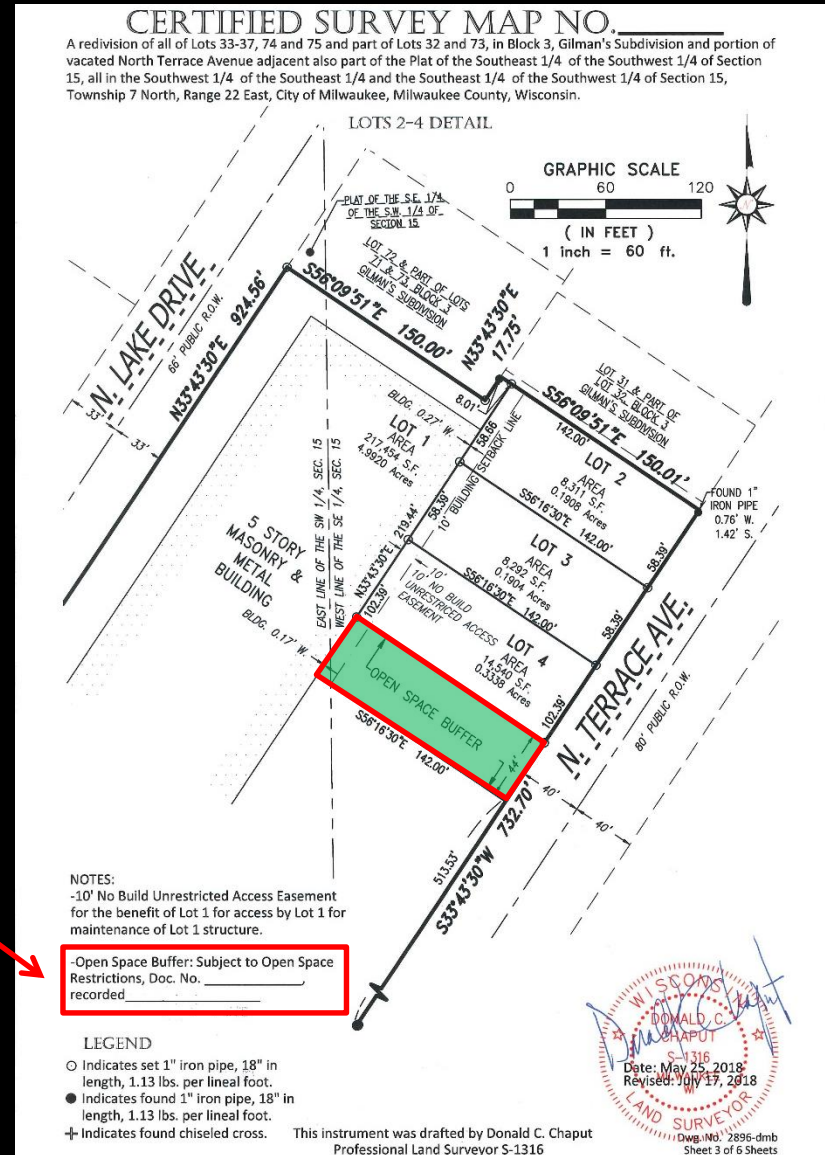 CERTIFIED SURVEY MAP NO.
A redivision of all of Lots 33-37, 74 and 75 and part of Lots 32 and 73, in Block 3, Gilman's Subdivision and portion of
vacated North Terrace Avenue adjacent also part of the Plat of the Southeast 1/4 of the Southwest 1/4 of Section
15, all in the Southwest 1/4 of the Southeast 1/4 and the Southeast 1/4 of the Southwest 1/4 of Section 15,
Township 7 North, Range 22 East, City of Milwaukee, Milwaukee County, Wisconsin.
LOTS 2-4 DETAIL
GRAPHIC SCALE
0 60 120
( IN FEET )
1 inch = 60 ft.
N
PLAT OF THE S.E. 1/4
OF THE S.W. 1/4 OF
SECTON 15
LOT 72 & PART OF LOTS
71 & 73, BLOCK 3
GILMAN'S SUBDIVISION
N. LAKE DRIVE
66' PUBLIC R.O.W.
N33°43'30"E 924.56'
33'
33'
S56°09'51"E 150.00'
N33°43'30"E
17.75'
LOT 31 & PART OF
LOT 32, BLOCK 3
GILMAN'S SUBDIVISION
S56°09'51"E 150.01'
142.00'
8.01'
BLDG. 0.27' W.
58.66
LOT 1
AREA
217,454 S.F.
4.9920 Acres
10' BUILDING SETBACK LINE
LOT 2
AREA
8,311 S.F.
0.1908 Acres
FOUND 1"
IRON PIPE
0.76' W.
1.42' S.
S56°16'30"E 142.00'
58.39'
58.39'
LOT 3
AREA
8,292 S.F.
0.1904 Acres
5 STORY
MASONRY &
METAL
BUILDING
EAST LINE OF THE SW 1/4, SEC. 15
WEST LINE OF THE SE 1/4, SEC. 15
N33°43'30"E 219.44'
102.39'
10'
10' NO BUILD
UNRESTRICED ACCESS
EASEMENT
S56°16'30"E 142.00'
58.39'
LOT 4
AREA
14,540 S.F.
0.3338 Acres
BLDG. 0.17' W.
OPEN SPACE BUFFER
102.39'
44'
S56°16'30"E 142.00'
N. TERRACE AVE.
80' PUBLIC R.O.W.
40'
40'
513.53'
S33°43'30"W 732.70'
NOTES:
-10' No Build Unrestricted Access Easement
for the benefit of Lot 1 for access by Lot 1 for
maintenance of Lot 1 structure.
-Open Space Buffer: Subject to Open Space
Restrictions, Doc. No. ______________,
recorded____________________
LEGEND
Indicates set 1" iron pipe, 18" in
length, 1.13 lbs. per lineal foot.
Indicates found 1" iron pipe, 18" in
length, 1.13 lbs. per lineal foot.
Indicates found chiseled cross.
This instrument was drafted by Donald C. Chaput
Professional Land Surveyor S-1316
WISCONSIN
DONALD C.
CHAPUT
S-1316
MILWAUKEE
WI
LAND SURVEYOR
Donald C Chaput
Date: May 25, 2018
Revised: July 17, 2018
Dwg. No. 2896-dmb
Sheet 3 of 6 Sheets